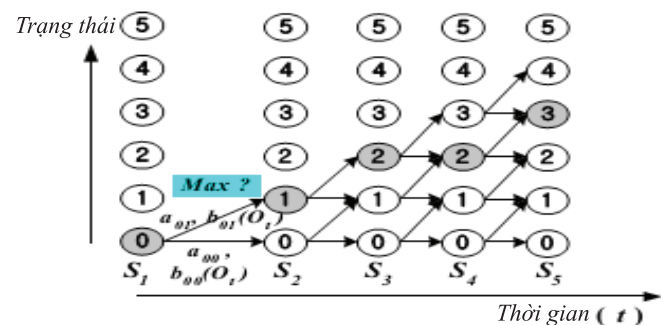 Trạng thái 5 5 5 5 5
4 4 4 4 4
3 3 3 3 3
2 2 2 2 2
Max ?
1 1 1 1 1
a01, b01(Ot)
0 0 0 0 0
a00,
b00(Ot)
S1 S2 S3 S4 S5
Thời gian ( t )